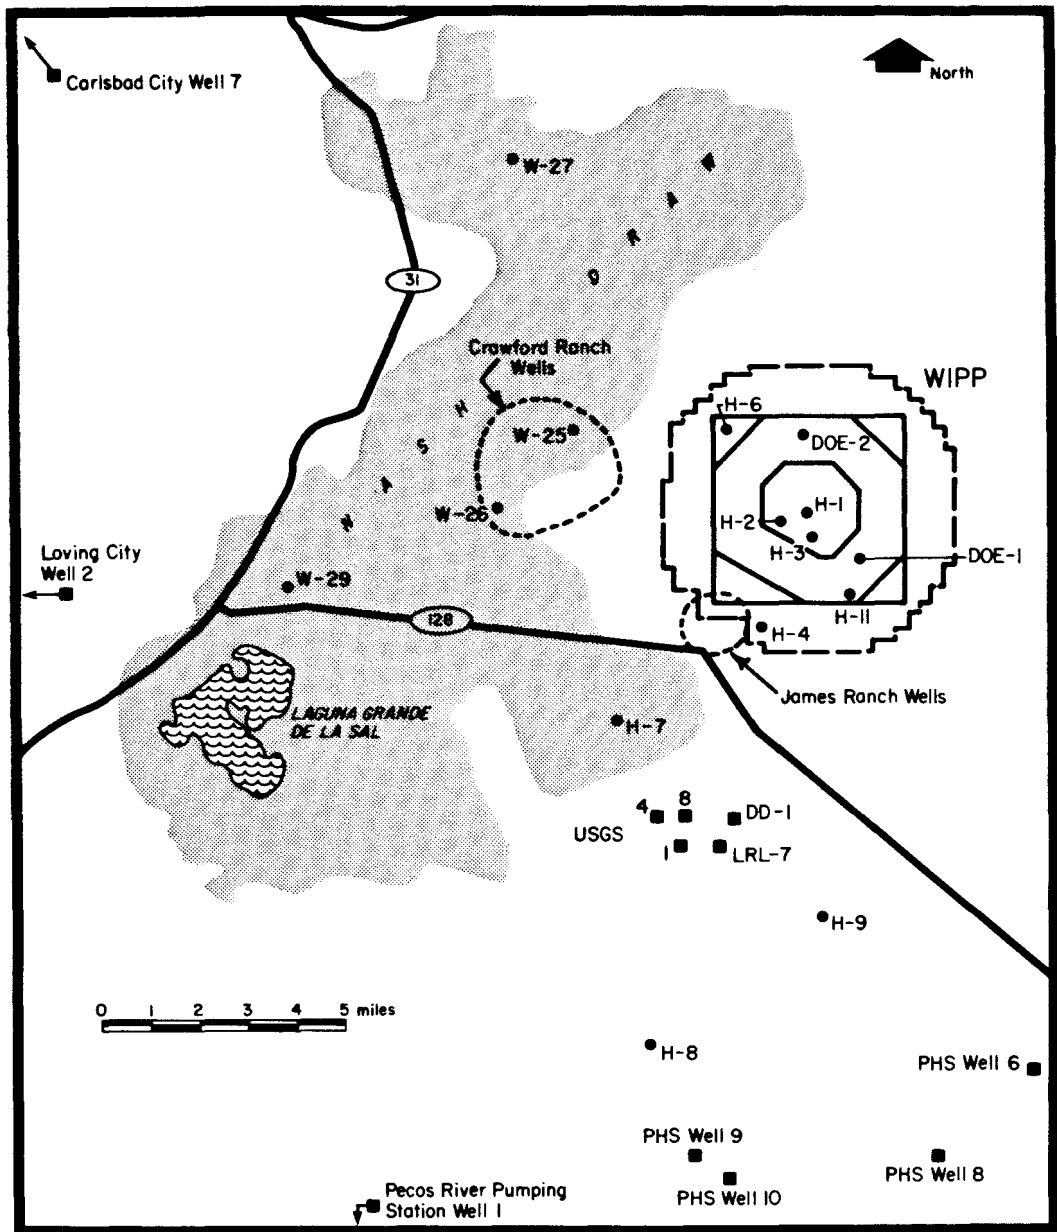 Carlsbad City Well 7
North
W-27
NASH DRAW
31
Crawford Ranch
Wells
WIPP
H-6
W-25
DOE-2
W-26
H-1
H-2
H-3
DOE-1
Loving City
Well 2
W-29
H-11
128
H-4
James Ranch Wells
LAGUNA GRANDE
DE LA SAL
H-7
4
8
DD-1
USGS
1
LRL-7
H-9
0 1 2 3 4 5 miles
H-8
PHS Well 6
PHS Well 9
PHS Well 8
PHS Well 10
Pecos River Pumping
Station Well 1